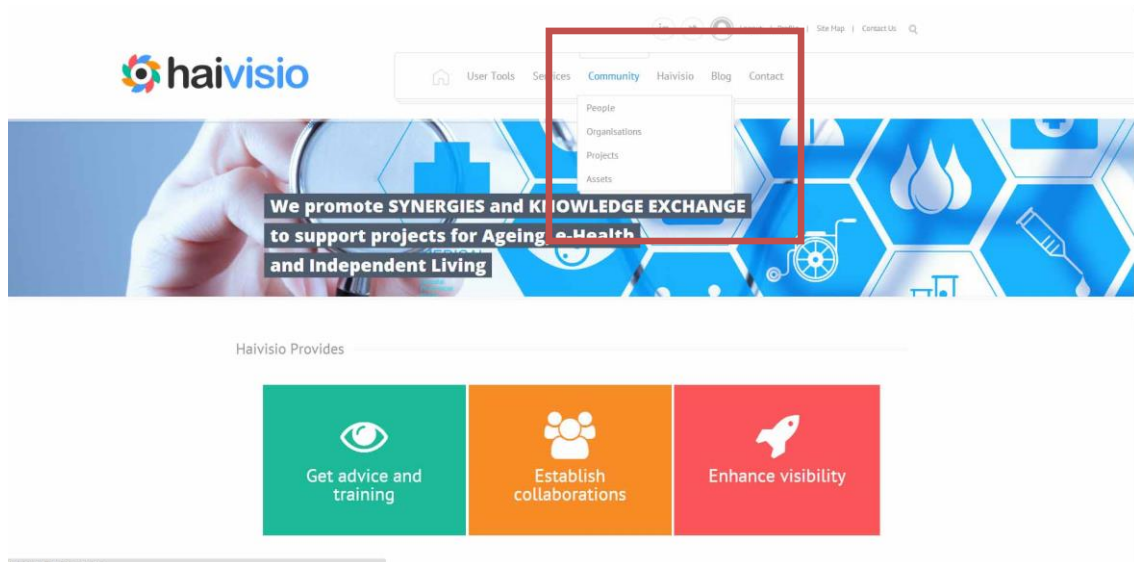 Site Map | Contact Us
haivisio
User Tools Services Community Haivisio Blog Contact
People
Organisations
Projects
Assets
We promote SYNERGIES and KNOWLEDGE EXCHANGE
to support projects for Ageing, e-Health
and Independent Living
Haivisio Provides
Get advice and
training
Establish
collaborations
Enhance visibility